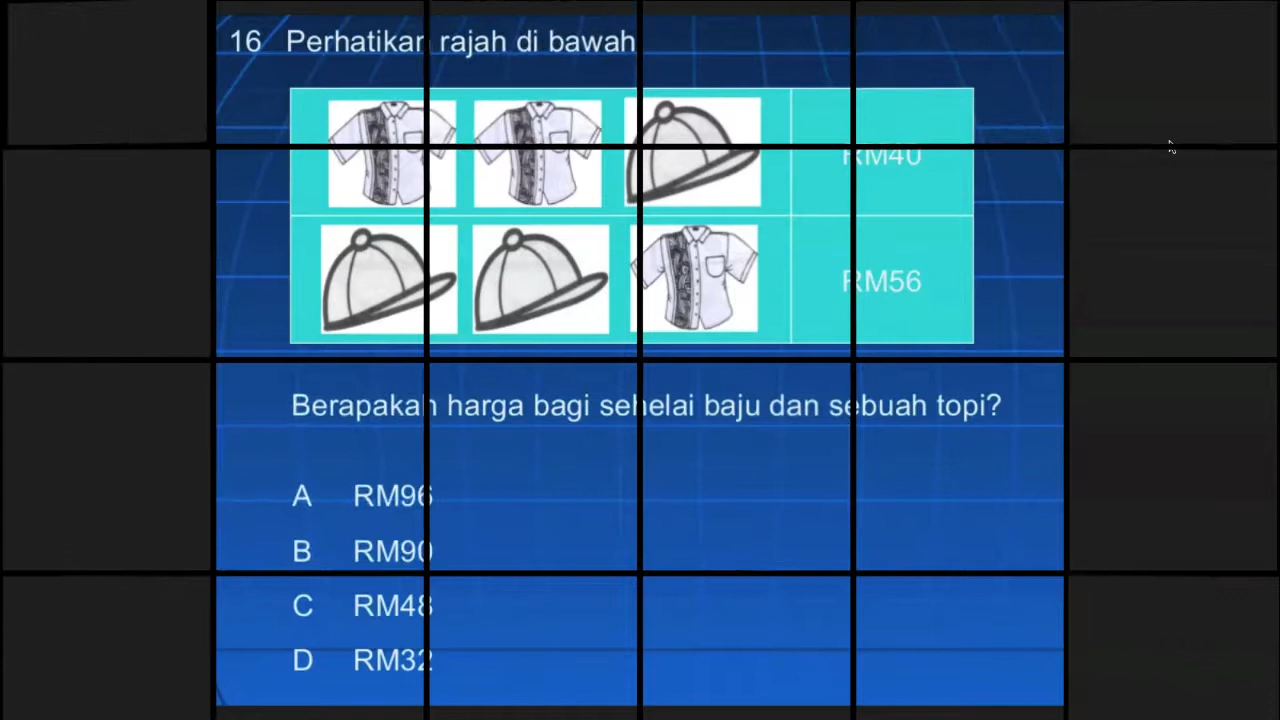 16 Perhatikan rajah di bawah
RM40
RM56
Berapakah harga bagi sehelai baju dan sebuah topi?
A RM96
B RM90
C RM48
D RM32